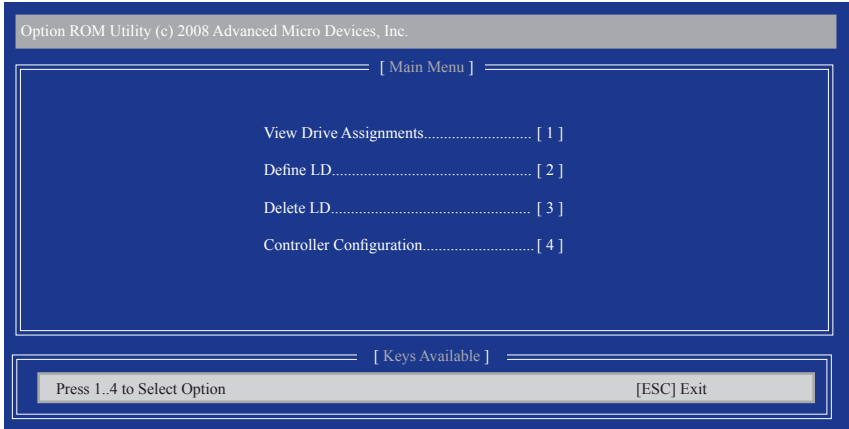 Option ROM Utility (c) 2008 Advanced Micro Devices, Inc.
[ Main Menu ]
View Drive Assignments........................... [ 1 ]
Define LD.................................................. [ 2 ]
Delete LD.................................................. [ 3 ]
Controller Configuration............................[ 4 ]
[ Keys Available ]
Press 1..4 to Select Option [ESC] Exit